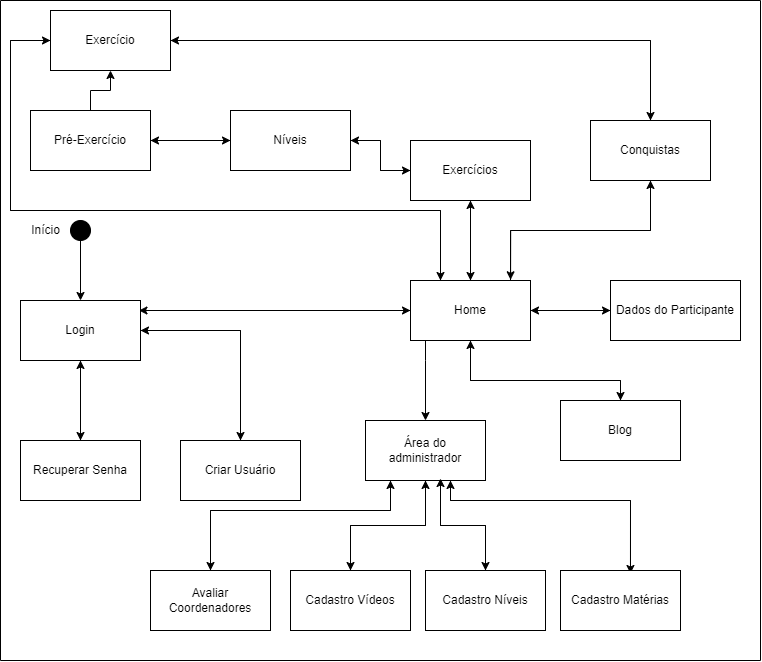 Exercício
Pré-Exercício
Níveis
Exercícios
Conquistas
Início
Login
Home
Dados do Participante
Recuperar Senha
Criar Usuário
Área do
administrador
Blog
Avaliar
Coordenadores
Cadastro Vídeos
Cadastro Níveis
Cadastro Matérias